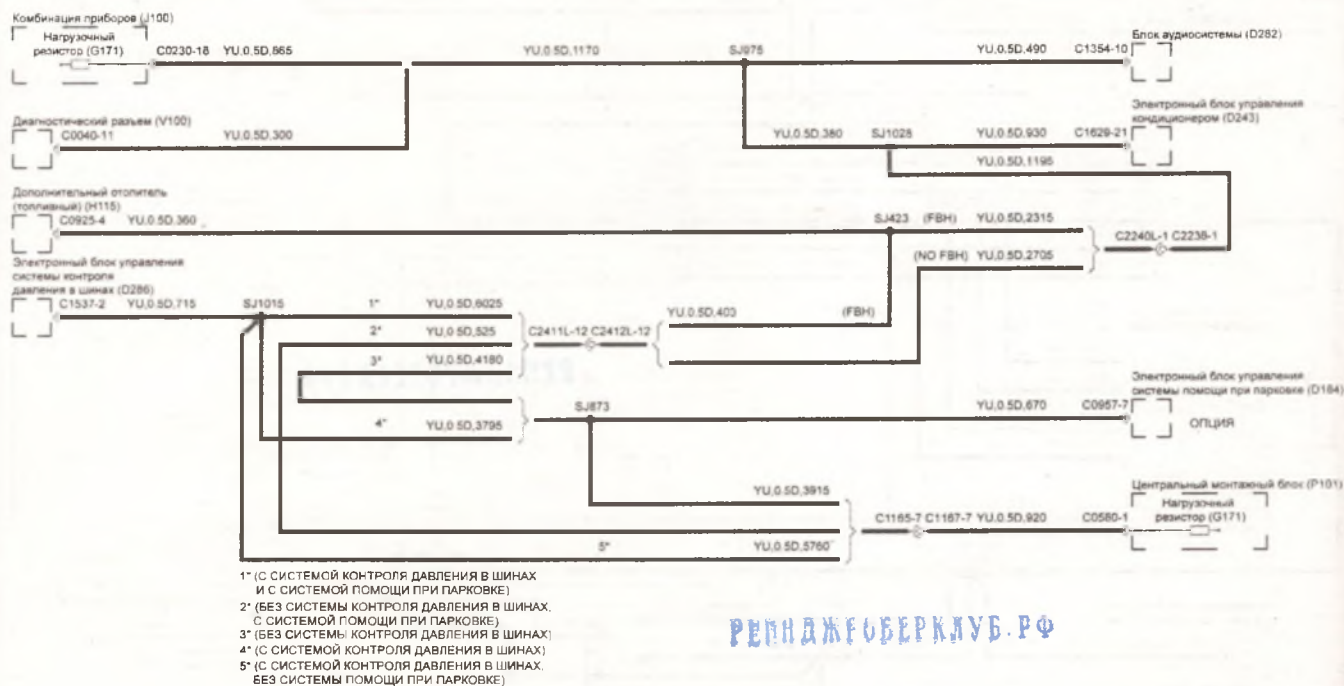 Комбинация приборов (J100)
Нагрузочный
резистор (G171)
C0230-18 YU,0.5D,865
YU,0.5D,1170
SJ975
YU,0.5D,490 C1354-10
Блок аудиосистемы (D282)
Диагностический разъем (V100)
C0040-11
YU,0.5D,300
YU,0.5D,380 SJ1028
YU,0.5D,930 C1629-21
Электронный блок управления
кондиционером (D243)
YU,0.5D,1195
Дополнительный отопитель
(топливный) (H115)
C0925-4 YU,0.5D,360
SJ423 (FBH) YU,0.5D,2315
C2240L-1 C2238-1
(NO FBH) YU,0.5D,2705
Электронный блок управления
системы контроля
давления в шинах (D286)
C1537-2 YU,0.5D,715
SJ1015
1* YU,0.5D,6025
2* YU,0.5D,525
3* YU,0.5D,4180
C2411L-12 C2412L-12
YU,0.5D,403 (FBH)
4* YU,0.5D,3795
SJ873
YU,0.5D,670 C0957-7
Электронный блок управления
системы помощи при парковке (D184)
ОПЦИЯ
YU,0.5D,3915
C1165-7 C1167-7 YU,0.5D,920 C0580-1
Центральный монтажный блок (P101)
Нагрузочный
резистор (G171)
5* YU,0.5D,5760
1* (С СИСТЕМОЙ КОНТРОЛЯ ДАВЛЕНИЯ В ШИНАХ
И С СИСТЕМОЙ ПОМОЩИ ПРИ ПАРКОВКЕ)
2* (БЕЗ СИСТЕМЫ КОНТРОЛЯ ДАВЛЕНИЯ В ШИНАХ,
С СИСТЕМОЙ ПОМОЩИ ПРИ ПАРКОВКЕ)
3* (БЕЗ СИСТЕМЫ КОНТРОЛЯ ДАВЛЕНИЯ В ШИНАХ)
4* (С СИСТЕМОЙ КОНТРОЛЯ ДАВЛЕНИЯ В ШИНАХ)
5* (С СИСТЕМОЙ КОНТРОЛЯ ДАВЛЕНИЯ В ШИНАХ,
БЕЗ СИСТЕМЫ ПОМОЩИ ПРИ ПАРКОВКЕ)
РЕНДЖРОВЕРКЛУБ.РФ